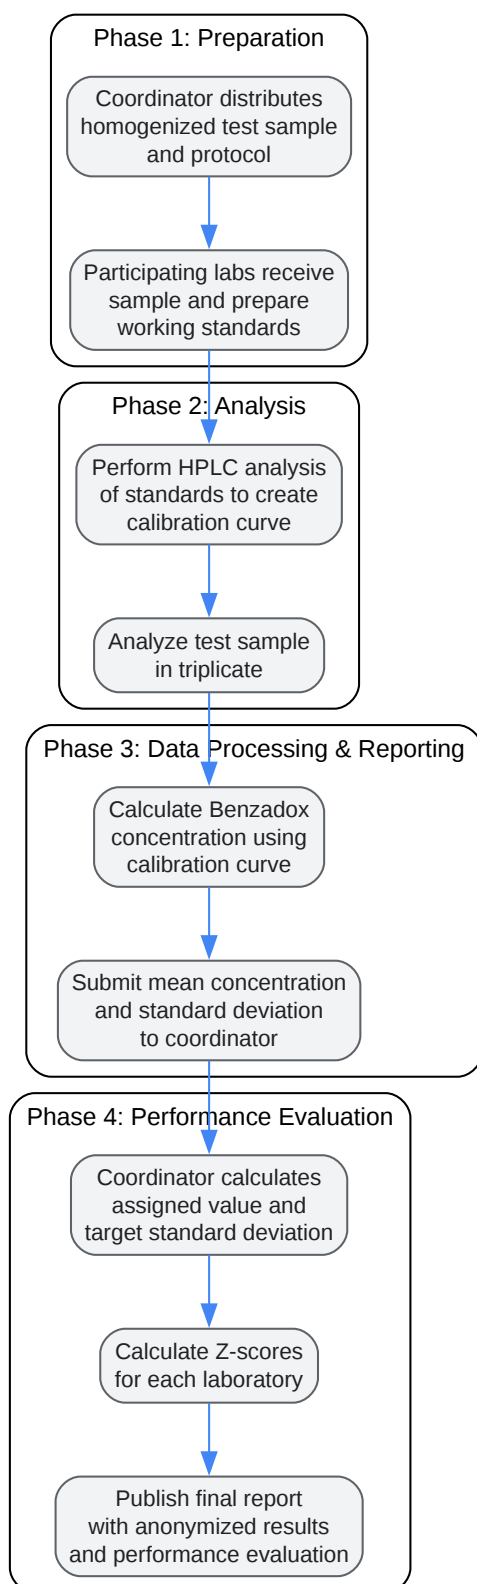 Phase 1: Preparation
Coordinator distributes
homogenized test sample
and protocol
Participating labs receive
sample and prepare
working standards
Phase 2: Analysis
Perform HPLC analysis
of standards to create
calibration curve
Analyze test sample
in triplicate
Phase 3: Data Processing & Reporting
Calculate Benzadox
concentration using
calibration curve
Submit mean concentration
and standard deviation
to coordinator
Phase 4: Performance Evaluation
Coordinator calculates
assigned value and
target standard deviation
Calculate Z-scores
for each laboratory
Publish final report
with anonymized results
and performance evaluation